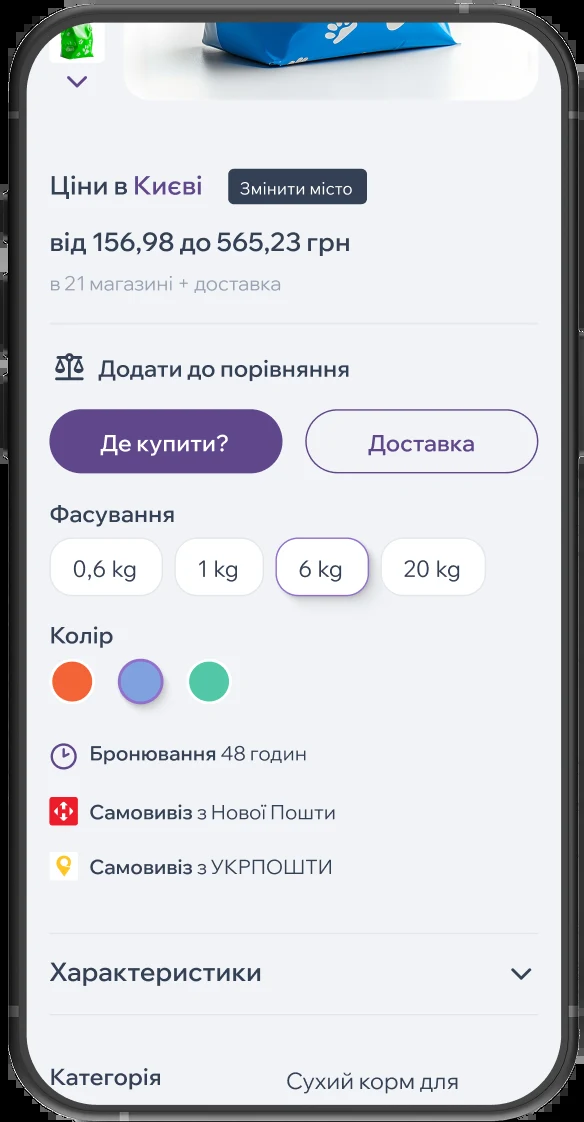 Ціни в Києві
Змінити місто
від 156,98 до 565,23 грн
в 21 магазині + доставка
Додати до порівняння
Де купити?
Доставка
Фасування
0,6 kg
1 kg
6 kg
20 kg
Колір
Бронювання 48 годин
Самовивіз з Нової Пошти
Самовивіз з УКРПОШТИ
Характеристики
Категорія
Сухий корм для